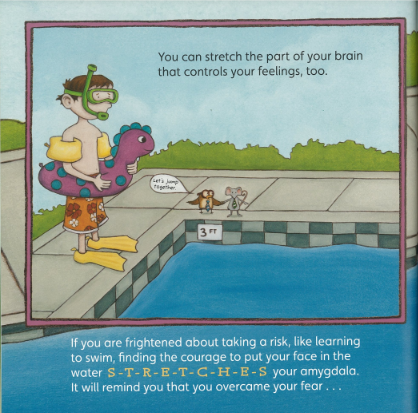 You can stretch the part of your brain
that controls your feelings, too.
Let's jump
together.
3 FT
If you are frightened about taking a risk, like learning
to swim, finding the courage to put your face in the
water S-T-R-E-T-C-H-E-S your amygdala.
It will remind you that you overcame your fear . . .